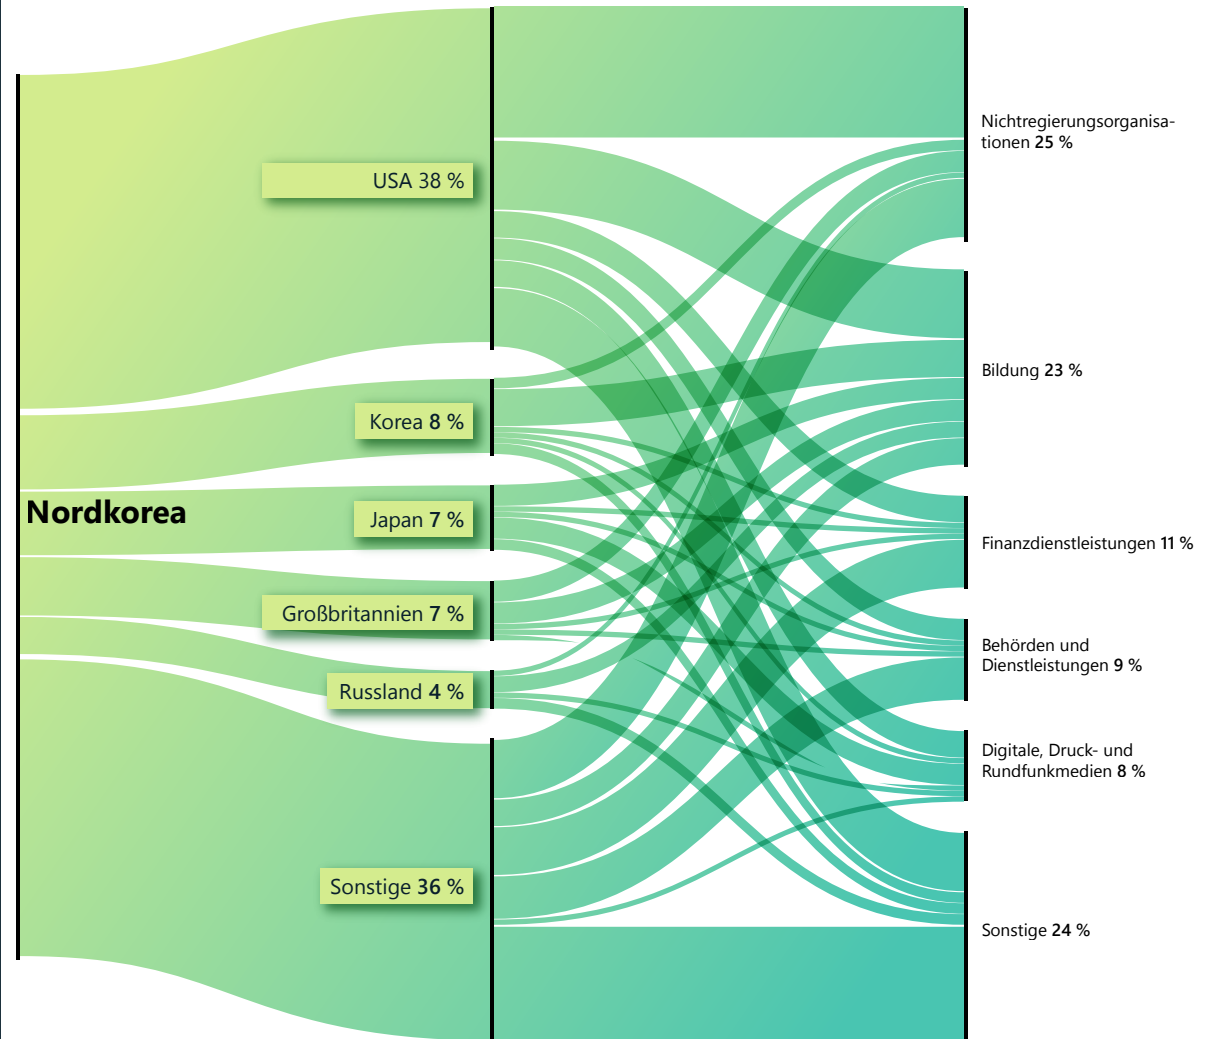 Nordkorea
USA 38 %
Korea 8 %
Japan 7 %
Großbritannien 7 %
Russland 4 %
Sonstige 36 %
Nichtregierungsorganisa-
tionen 25 %
Bildung 23 %
Finanzdienstleistungen 11 %
Behörden und
Dienstleistungen 9 %
Digitale, Druck- und
Rundfunkmedien 8 %
Sonstige 24 %